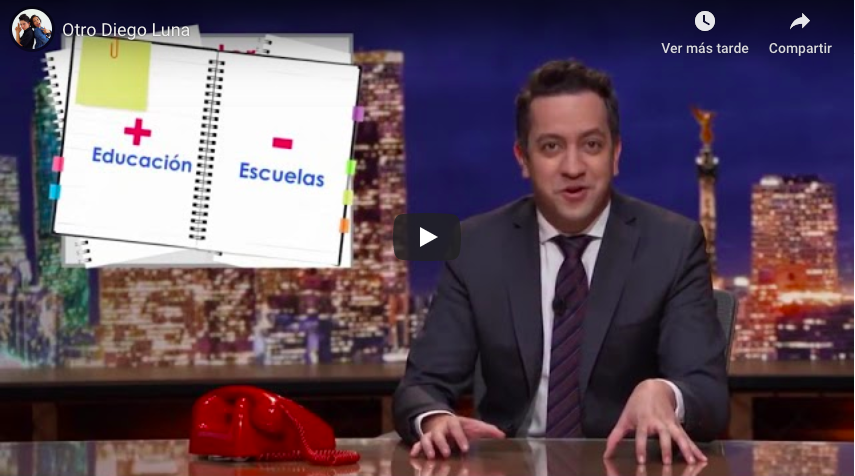 Otro Diego Luna
Ver más tarde
Compartir
+
Educación
-
Escuelas